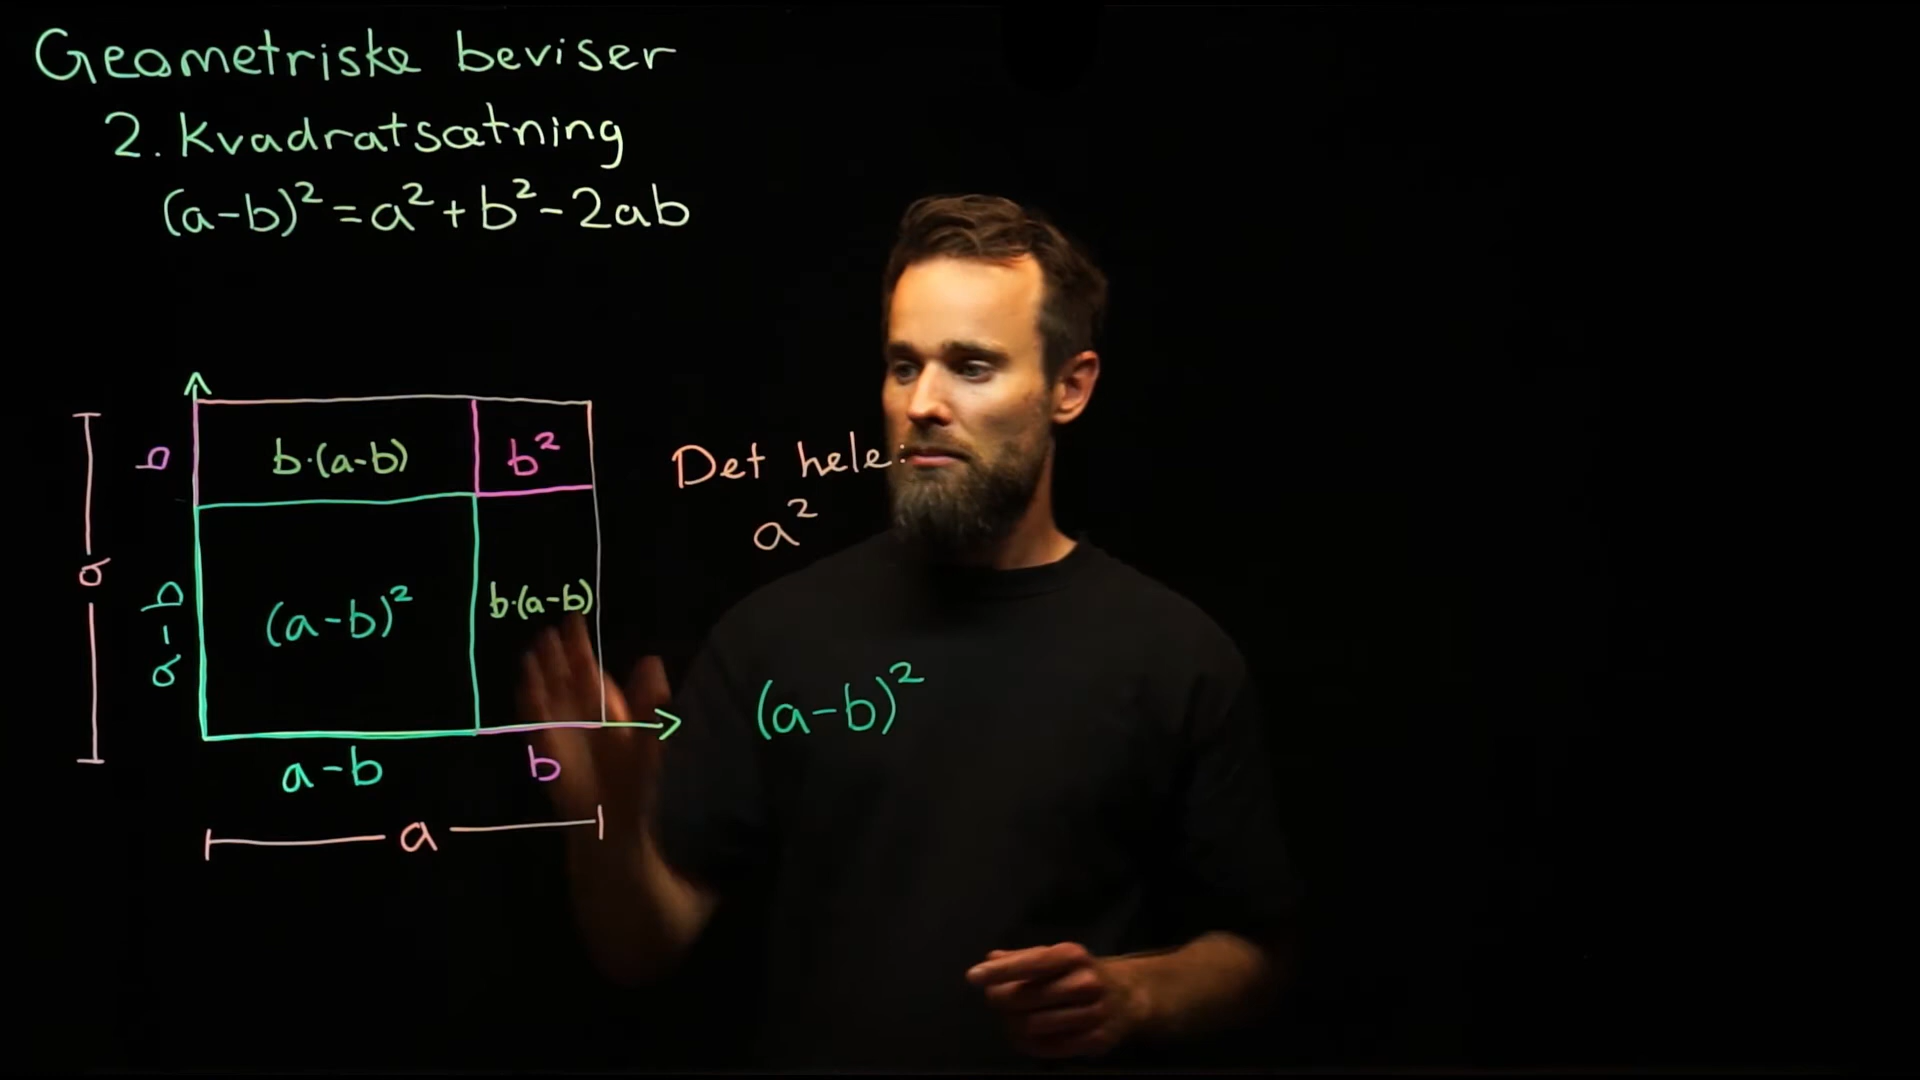 Geometriske beviser
2. Kvadratsætning
(a-b)² = a² + b² - 2ab
b
b·(a-b)
b²
Det hele:
a²
a
a-b
(a-b)²
b·(a-b)
(a-b)²
a-b
b
a